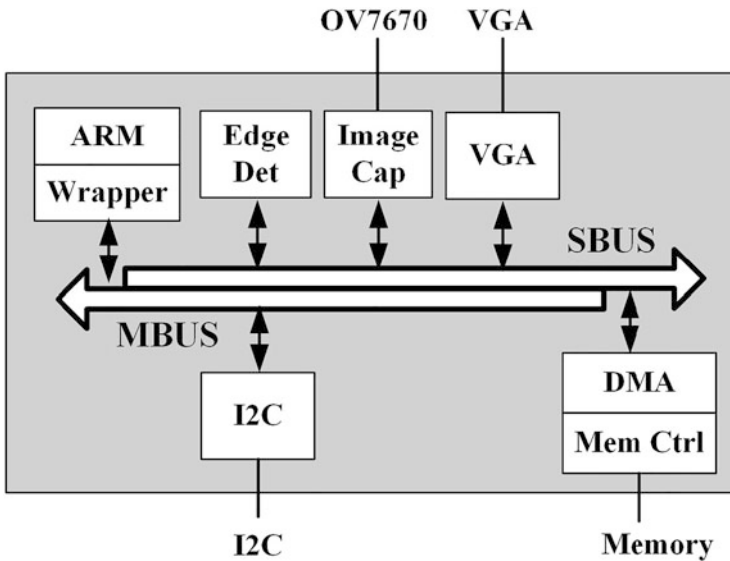 OV7670 VGA
ARM
Wrapper
Edge
Det
Image
Cap
VGA
SBUS
MBUS
I2C
DMA
Mem Ctrl
I2C
Memory